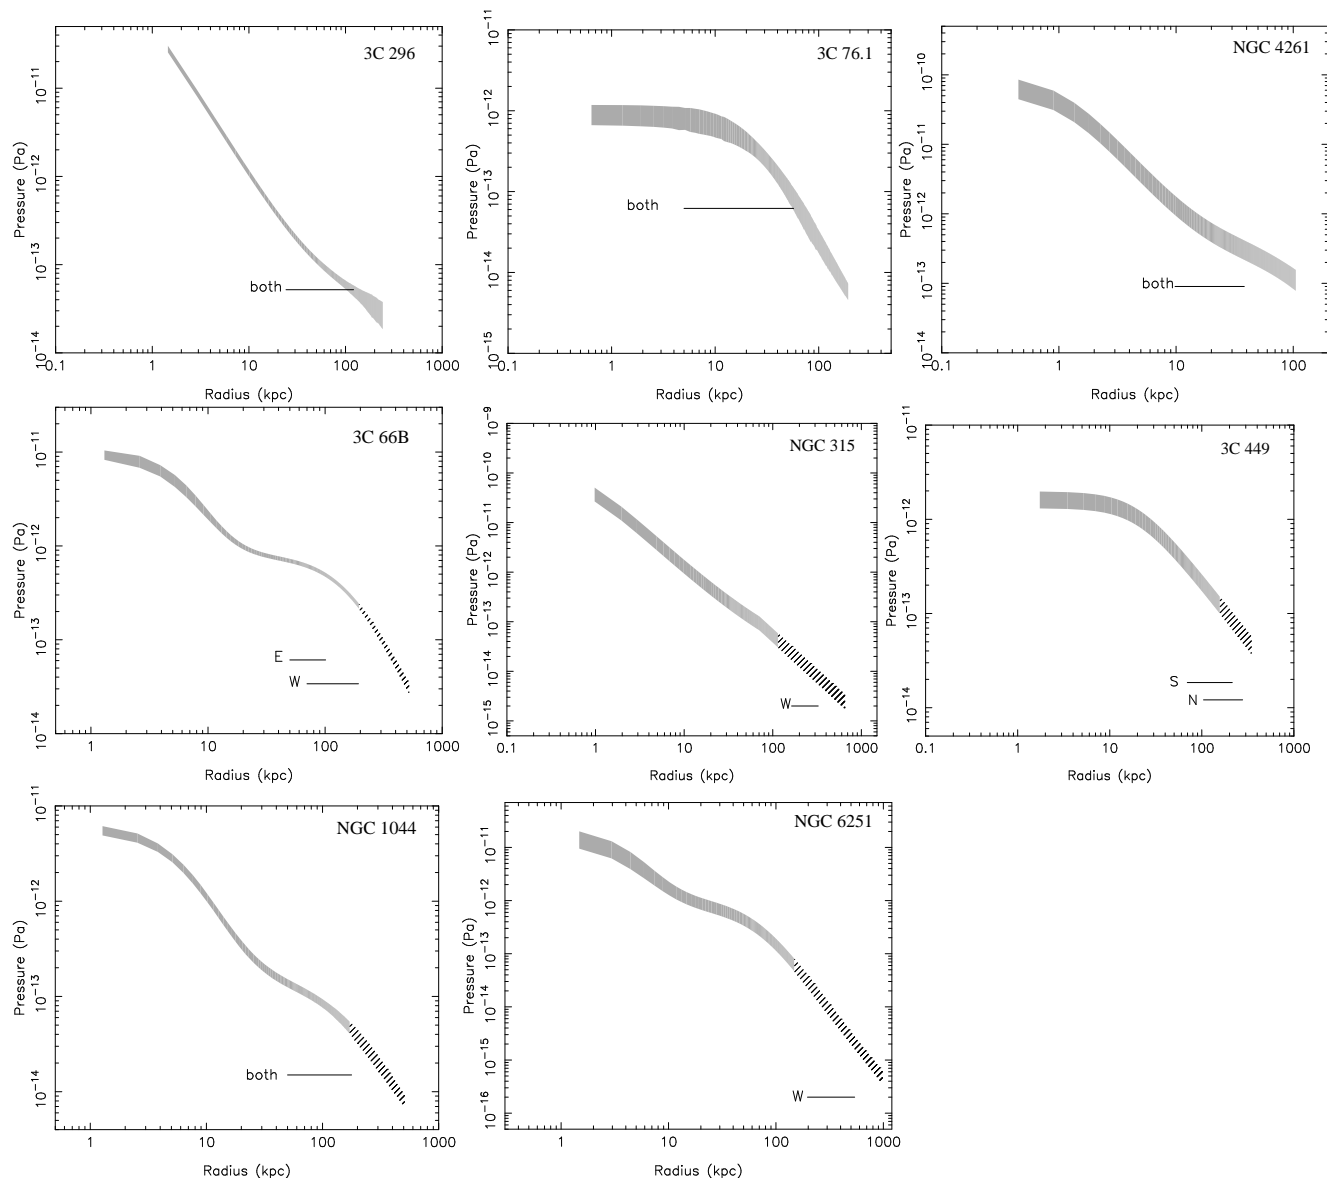 3C 296
Pressure (Pa)
10⁻¹¹
10⁻¹²
10⁻¹³
10⁻¹⁴
both
0.1 1 10 100 1000
Radius (kpc)
3C 76.1
Pressure (Pa)
10⁻¹¹
10⁻¹²
10⁻¹³
10⁻¹⁴
10⁻¹⁵
both
0.1 1 10 100
Radius (kpc)
NGC 4261
Pressure (Pa)
10⁻¹⁰
10⁻¹¹
10⁻¹²
10⁻¹³
10⁻¹⁴
both
0.1 1 10 100
Radius (kpc)
3C 66B
Pressure (Pa)
10⁻¹¹
10⁻¹²
10⁻¹³
10⁻¹⁴
E
W
1 10 100 1000
Radius (kpc)
NGC 315
Pressure (Pa)
10⁻⁹
10⁻¹⁰
10⁻¹¹
10⁻¹²
10⁻¹³
10⁻¹⁴
10⁻¹⁵
W
0.1 1 10 100 1000
Radius (kpc)
3C 449
Pressure (Pa)
10⁻¹¹
10⁻¹²
10⁻¹³
10⁻¹⁴
S
N
0.1 1 10 100 1000
Radius (kpc)
NGC 1044
Pressure (Pa)
10⁻¹¹
10⁻¹²
10⁻¹³
10⁻¹⁴
both
1 10 100 1000
Radius (kpc)
NGC 6251
Pressure (Pa)
10⁻¹¹
10⁻¹²
10⁻¹³
10⁻¹⁴
10⁻¹⁵
10⁻¹⁶
W
1 10 100 1000
Radius (kpc)